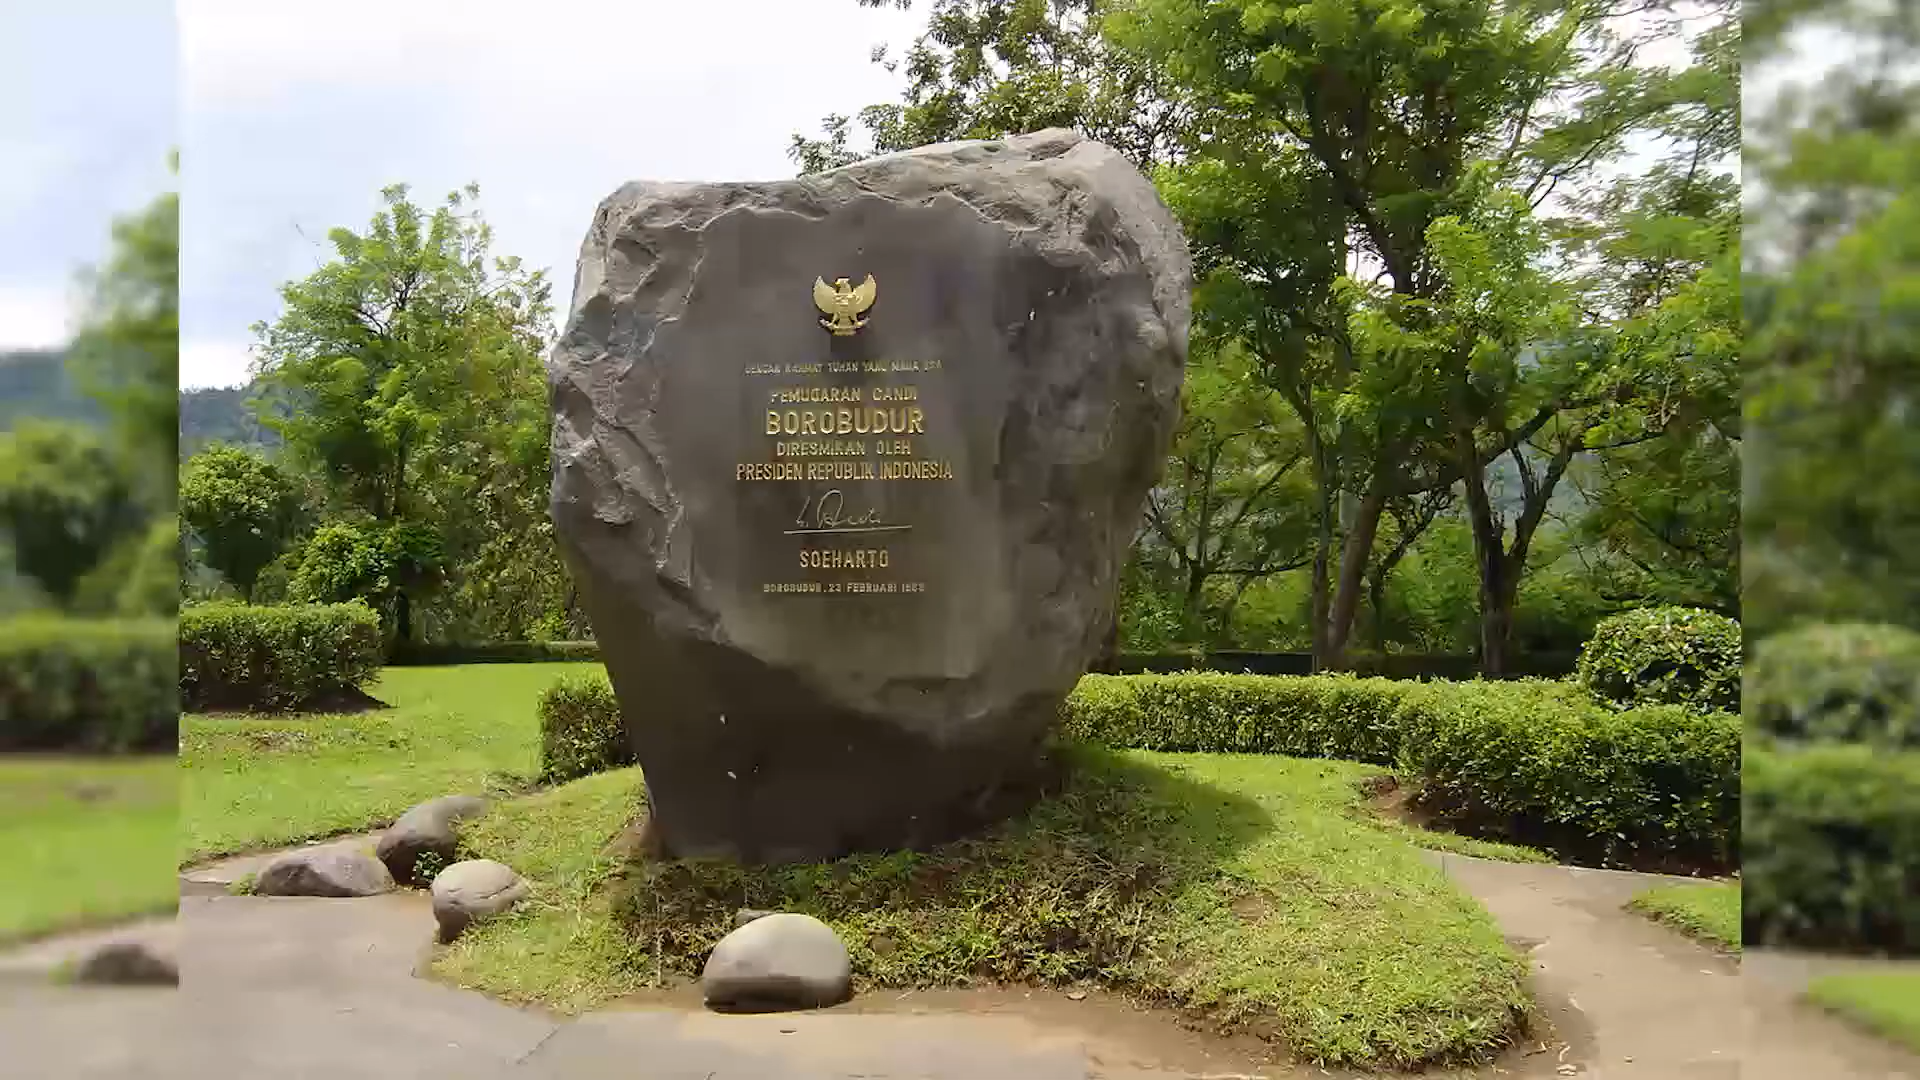 DENGAN RAHMAT TUHAN YANG MAHA ESA
PEMUGARAN CANDI
BOROBUDUR
DIRESMIKAN OLEH
PRESIDEN REPUBLIK INDONESIA
SOEHARTO
BOROBUDUR, 23 FEBRUARI